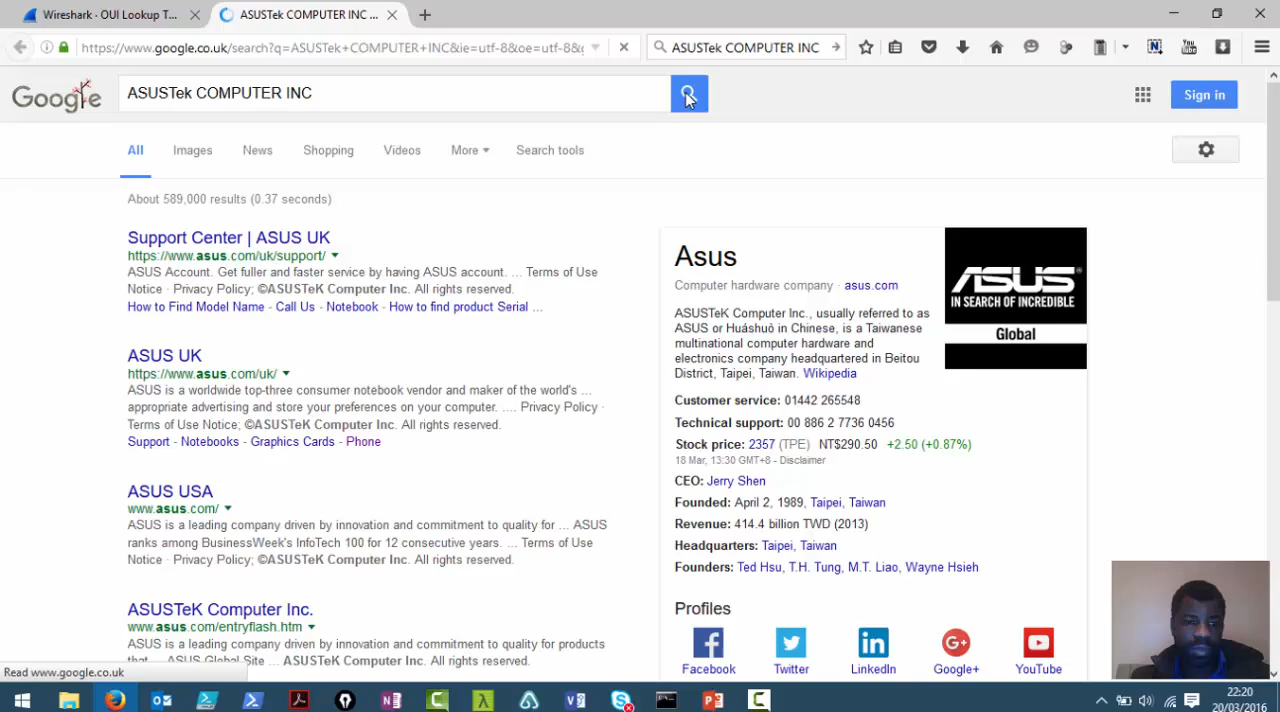 Wireshark · OUI Lookup T...
ASUSTek COMPUTER INC ...
https://www.google.co.uk/search?q=ASUSTek+COMPUTER+INC&ie=utf-8&oe=utf-8&
ASUSTek COMPUTER INC
Google
ASUSTek COMPUTER INC
Sign in
All
Images
News
Shopping
Videos
More
Search tools
About 589,000 results (0.37 seconds)
Support Center | ASUS UK
https://www.asus.com/uk/support/
ASUS Account. Get fuller and faster service by having ASUS account. ... Terms of Use
Notice · Privacy Policy; ©ASUSTeK Computer Inc. All rights reserved.
How to Find Model Name - Call Us - Notebook - How to find product Serial ...
ASUS UK
https://www.asus.com/uk/
ASUS is a worldwide top-three consumer notebook vendor and maker of the world's ...
appropriate advertising and store your preferences on your computer. .... Privacy Policy ·
Terms of Use Notice; ©ASUSTeK Computer Inc. All rights reserved.
Support - Notebooks - Graphics Cards - Phone
ASUS USA
www.asus.com/
ASUS is a leading company driven by innovation and commitment to quality for ... ASUS
ranks among BusinessWeek's InfoTech 100 for 12 consecutive years. ... Terms of Use
Notice · Privacy Policy; ©ASUSTeK Computer Inc. All rights reserved.
ASUSTeK Computer Inc.
www.asus.com/entryflash.htm
ASUS is a leading company driven by innovation and commitment to quality for products
that ... ASUS Global Site ... ASUSTeK Computer Inc. All rights reserved.
Asus
Computer hardware company · asus.com
ASUSTeK Computer Inc., usually referred to as
ASUS or Huáshuò in Chinese, is a Taiwanese
multinational computer hardware and
electronics company headquartered in Beitou
District, Taipei, Taiwan. Wikipedia
ASUS
IN SEARCH OF INCREDIBLE
Global
Customer service: 01442 265548
Technical support: 00 886 2 7736 0456
Stock price: 2357 (TPE) NT$290.50 +2.50 (+0.87%)
18 Mar, 13:30 GMT+8 - Disclaimer
CEO: Jerry Shen
Founded: April 2, 1989, Taipei, Taiwan
Revenue: 414.4 billion TWD (2013)
Headquarters: Taipei, Taiwan
Founders: Ted Hsu, T.H. Tung, M.T. Liao, Wayne Hsieh
Profiles
Facebook
Twitter
LinkedIn
Google+
YouTube
Read www.google.co.uk
22:20
20/03/2016